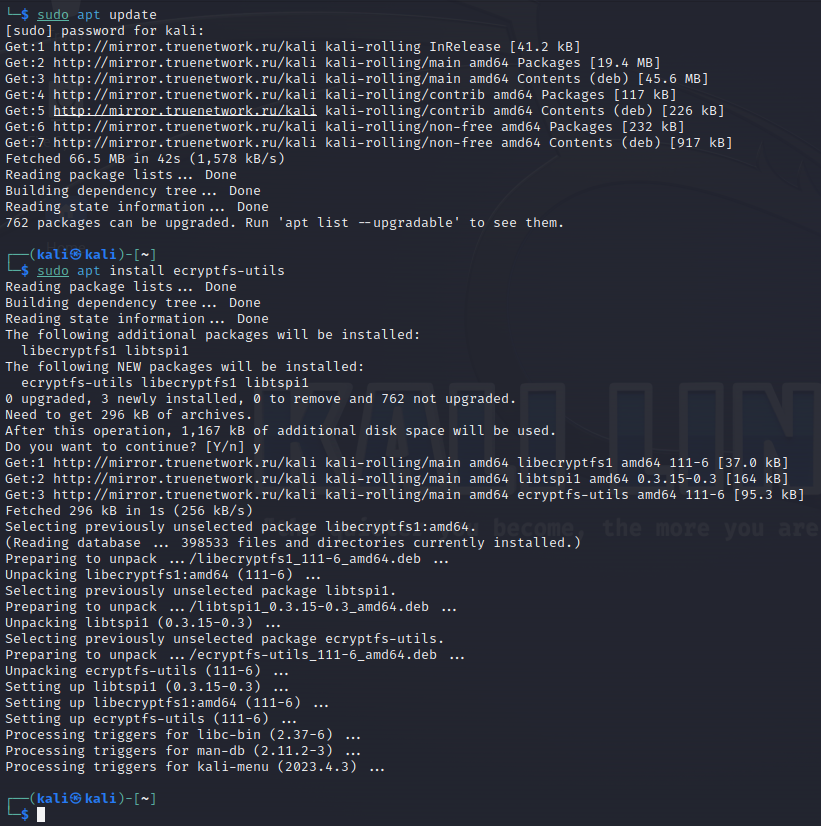 └─$ sudo apt update
[sudo] password for kali:
Get:1 http://mirror.truenetwork.ru/kali kali-rolling InRelease [41.2 kB]
Get:2 http://mirror.truenetwork.ru/kali kali-rolling/main amd64 Packages [19.4 MB]
Get:3 http://mirror.truenetwork.ru/kali kali-rolling/main amd64 Contents (deb) [45.6 MB]
Get:4 http://mirror.truenetwork.ru/kali kali-rolling/contrib amd64 Packages [117 kB]
Get:5 http://mirror.truenetwork.ru/kali kali-rolling/contrib amd64 Contents (deb) [226 kB]
Get:6 http://mirror.truenetwork.ru/kali kali-rolling/non-free amd64 Packages [232 kB]
Get:7 http://mirror.truenetwork.ru/kali kali-rolling/non-free amd64 Contents (deb) [917 kB]
Fetched 66.5 MB in 42s (1,578 kB/s)
Reading package lists... Done
Building dependency tree... Done
Reading state information... Done
762 packages can be upgraded. Run 'apt list --upgradable' to see them.
┌──(kali㉿kali)-[~]
└─$ sudo apt install ecryptfs-utils
Reading package lists... Done
Building dependency tree... Done
Reading state information... Done
The following additional packages will be installed:
  libecryptfs1 libtspi1
The following NEW packages will be installed:
  ecryptfs-utils libecryptfs1 libtspi1
0 upgraded, 3 newly installed, 0 to remove and 762 not upgraded.
Need to get 296 kB of archives.
After this operation, 1,167 kB of additional disk space will be used.
Do you want to continue? [Y/n] y
Get:1 http://mirror.truenetwork.ru/kali kali-rolling/main amd64 libecryptfs1 amd64 111-6 [37.0 kB]
Get:2 http://mirror.truenetwork.ru/kali kali-rolling/main amd64 libtspi1 amd64 0.3.15-0.3 [164 kB]
Get:3 http://mirror.truenetwork.ru/kali kali-rolling/main amd64 ecryptfs-utils amd64 111-6 [95.3 kB]
Fetched 296 kB in 1s (256 kB/s)
Selecting previously unselected package libecryptfs1:amd64.
(Reading database ... 398533 files and directories currently installed.)
Preparing to unpack .../libecryptfs1_111-6_amd64.deb ...
Unpacking libecryptfs1:amd64 (111-6) ...
Selecting previously unselected package libtspi1.
Preparing to unpack .../libtspi1_0.3.15-0.3_amd64.deb ...
Unpacking libtspi1 (0.3.15-0.3) ...
Selecting previously unselected package ecryptfs-utils.
Preparing to unpack .../ecryptfs-utils_111-6_amd64.deb ...
Unpacking ecryptfs-utils (111-6) ...
Setting up libtspi1 (0.3.15-0.3) ...
Setting up libecryptfs1:amd64 (111-6) ...
Setting up ecryptfs-utils (111-6) ...
Processing triggers for libc-bin (2.37-6) ...
Processing triggers for man-db (2.11.2-3) ...
Processing triggers for kali-menu (2023.4.3) ...
┌──(kali㉿kali)-[~]
└─$
KALI LIN
become, the more you are